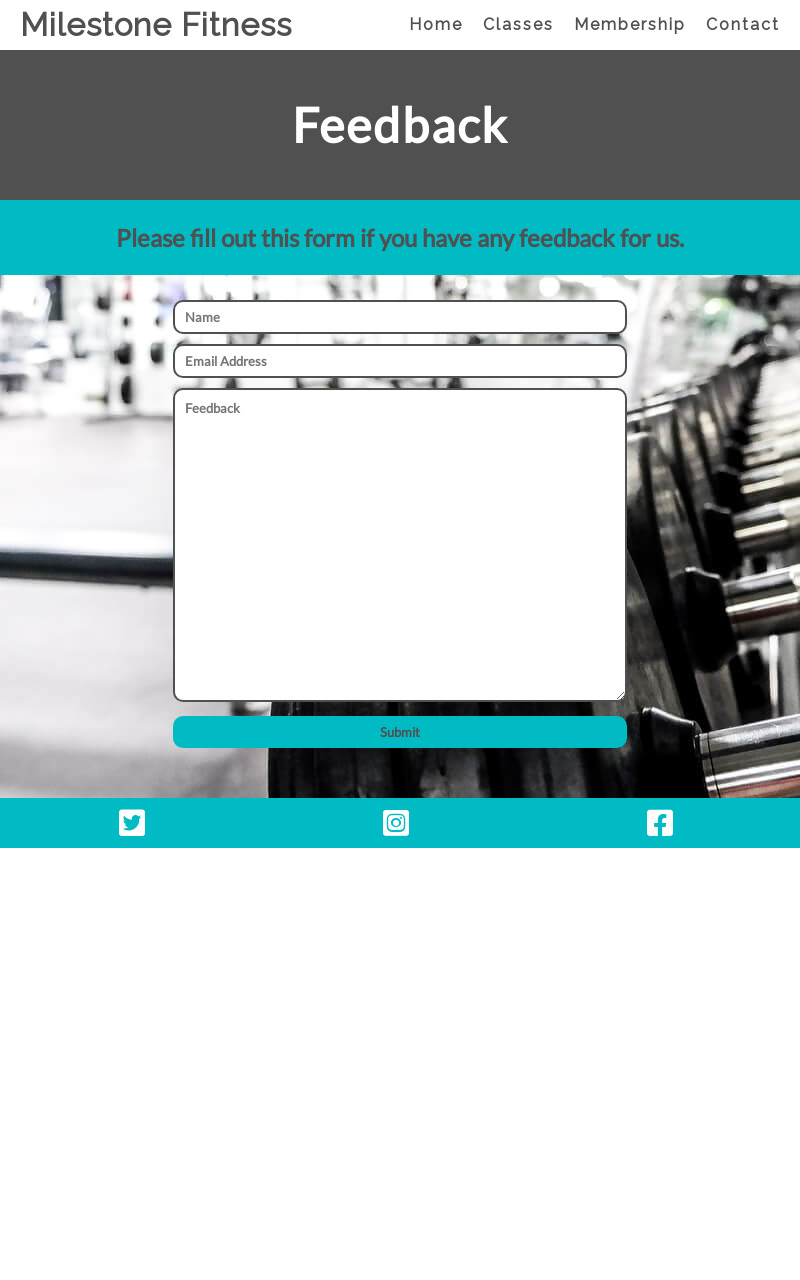 Milestone Fitness
Home Classes Membership Contact
Feedback
Please fill out this form if you have any feedback for us.
Name
Email Address
Feedback
Submit